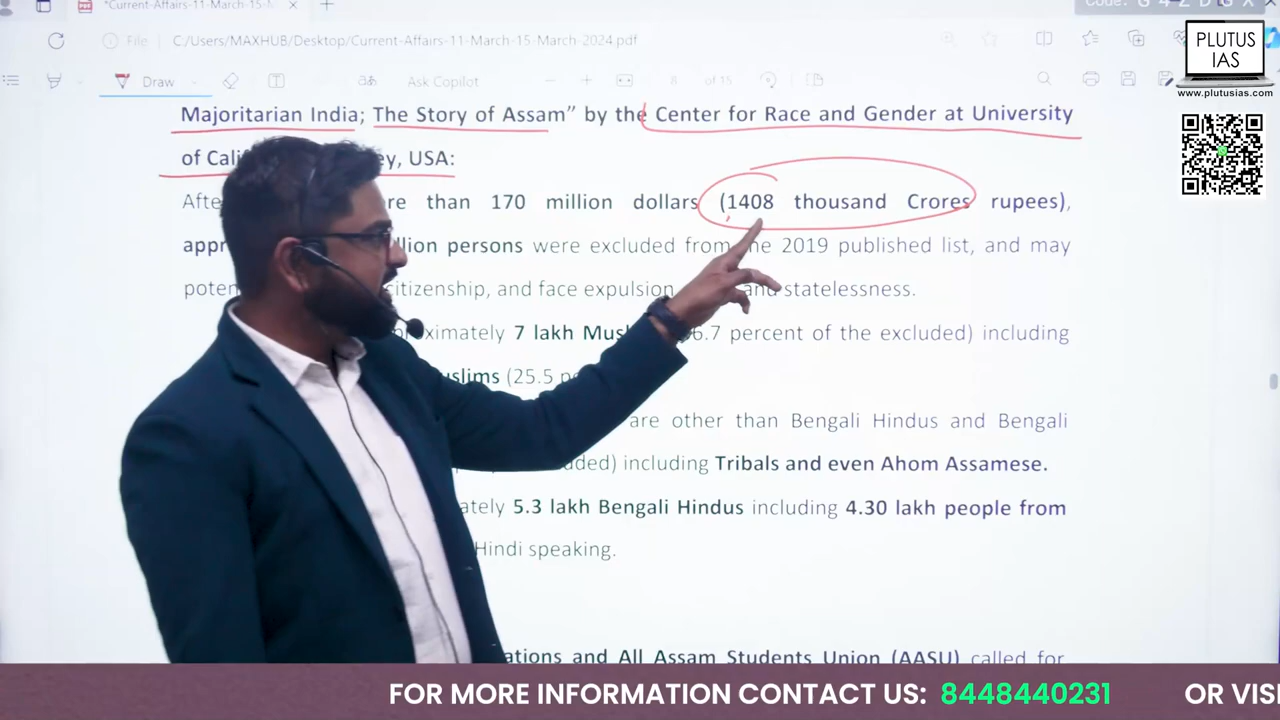 Code: G 4 Z D G X
*Current-Affairs-11-March-15-M
File C:/Users/MAXHUB/Desktop/Current-Affairs-11-March-15-March-2024.pdf
Draw Ask Copilot 8 of 15
PLUTUS
IAS
www.plutusias.com
Majoritarian India; The Story of Assam” by the Center for Race and Gender at University
of Cali ey, USA:
Afte re than 170 million dollars (1408 thousand Crores rupees),
appr llion persons were excluded from the 2019 published list, and may
poten citizenship, and face expulsion and statelessness.
oximately 7 lakh Mus 6.7 percent of the excluded) including
uslims (25.5 pe
are other than Bengali Hindus and Bengali
uded) including Tribals and even Ahom Assamese.
ately 5.3 lakh Bengali Hindus including 4.30 lakh people from
Hindi speaking.
ations and All Assam Students Union (AASU) called for
FOR MORE INFORMATION CONTACT US: 8448440231 OR VISI